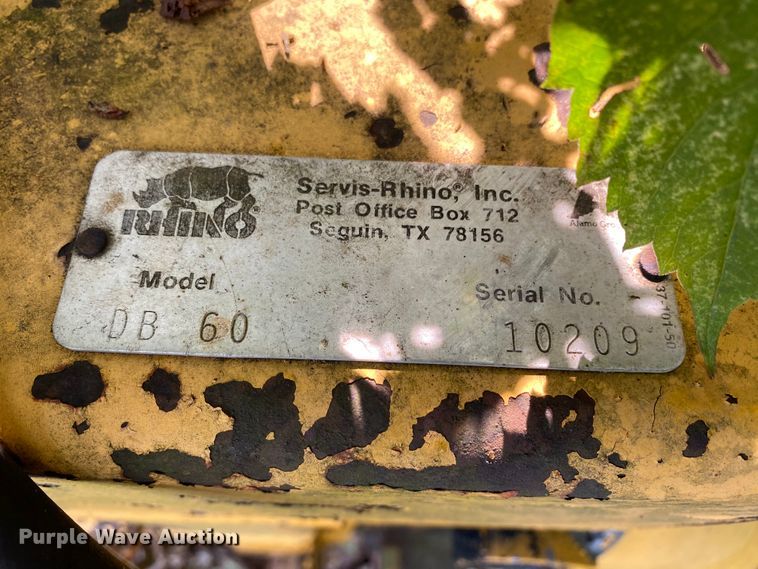 RHINO®
Servis-Rhino®, Inc.
Post Office Box 712
Seguin, TX 78156
Alamo
Model
Serial No.
DB 60
10209
Purple Wave Auction